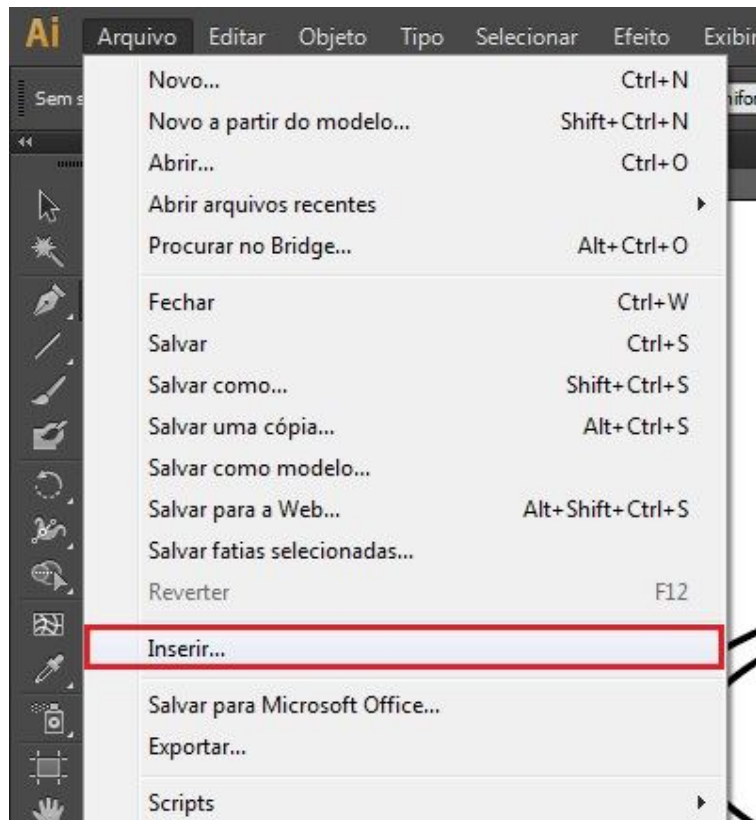 Ai Arquivo Editar Objeto Tipo Selecionar Efeito Exibir
Sem s
Novo... Ctrl+N
Novo a partir do modelo... Shift+Ctrl+N
Abrir... Ctrl+O
Abrir arquivos recentes
Procurar no Bridge... Alt+Ctrl+O
Fechar Ctrl+W
Salvar Ctrl+S
Salvar como... Shift+Ctrl+S
Salvar uma cópia... Alt+Ctrl+S
Salvar como modelo...
Salvar para a Web... Alt+Shift+Ctrl+S
Salvar fatias selecionadas...
Reverter F12
Inserir...
Salvar para Microsoft Office...
Exportar...
Scripts